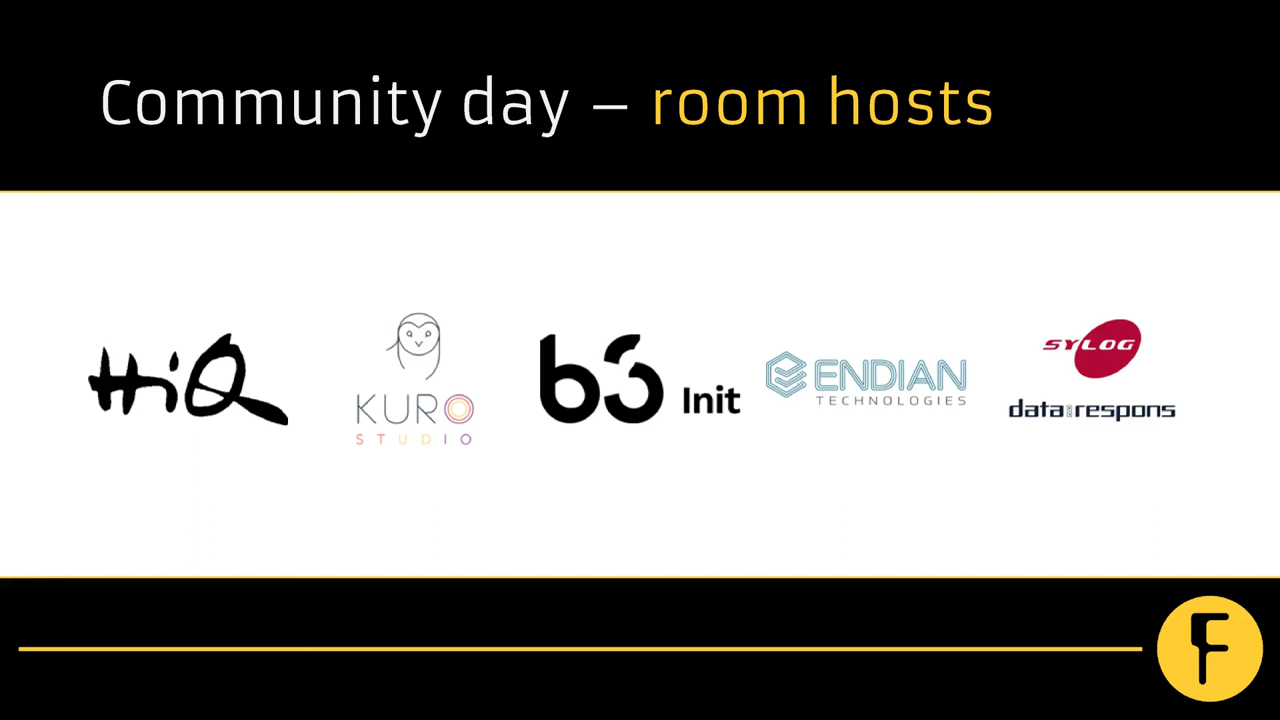 Community day – room hosts
HiQ
KURO
STUDIO
b3 Init
ENDIAN
TECHNOLOGIES
SYLOG
data respons
F